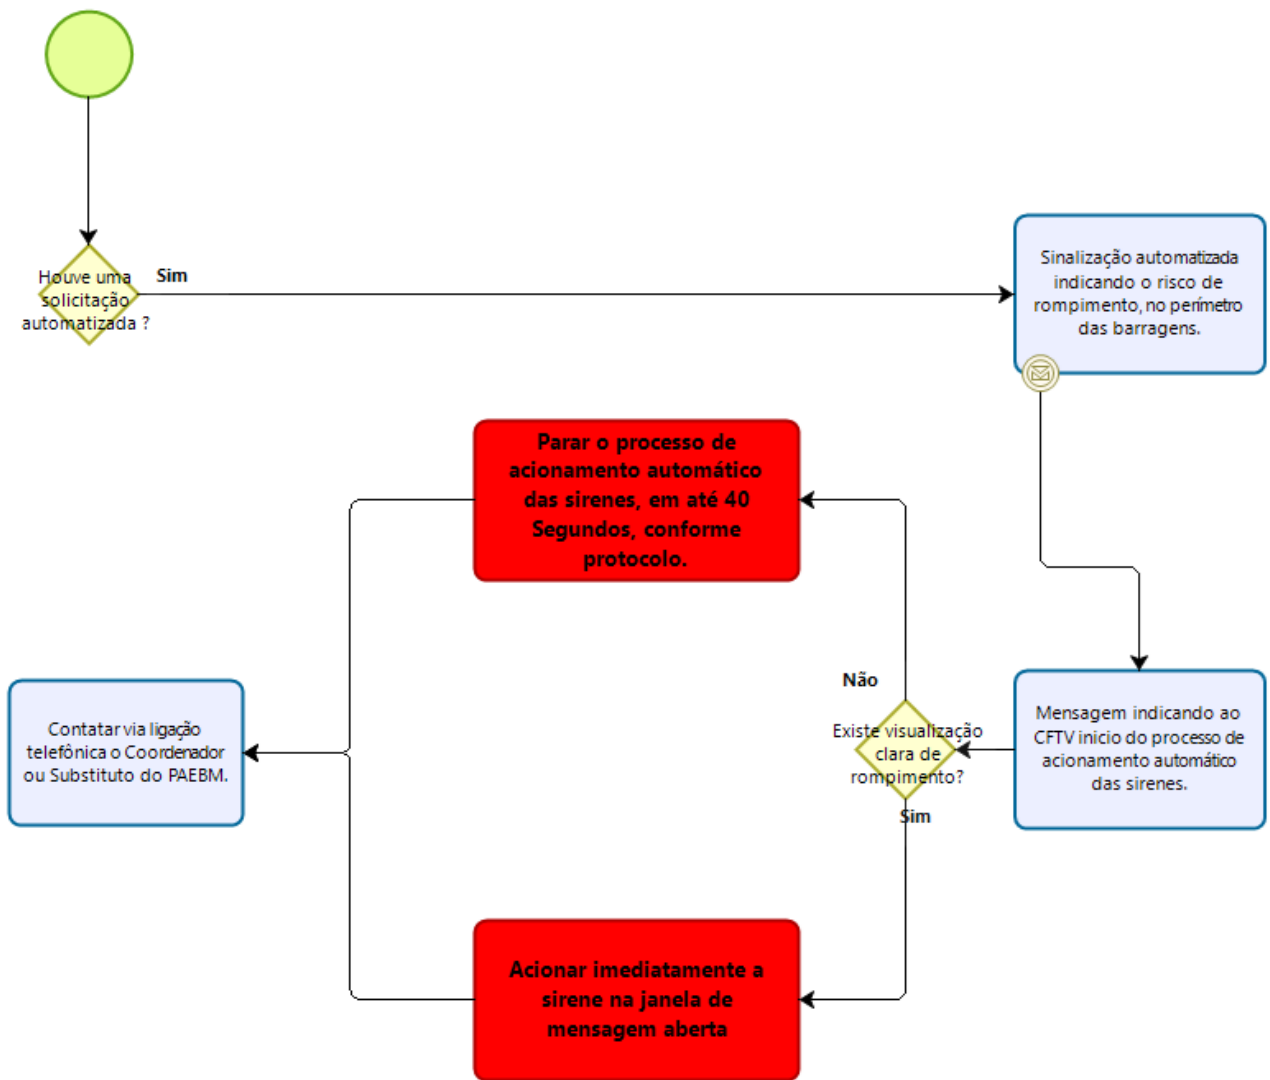 Houve uma
solicitação
automatizada ?
Sim
Sinalização automatizada
indicando o risco de
rompimento, no perímetro
das barragens.
Parar o processo de
acionamento automático
das sirenes, em até 40
Segundos, conforme
protocolo.
Não
Existe visualização
clara de
rompimento?
Sim
Mensagem indicando ao
CFTV inicio do processo de
acionamento automático
das sirenes.
Contatar via ligação
telefônica o Coordenador
ou Substituto do PAEBM.
Acionar imediatamente a
sirene na janela de
mensagem aberta